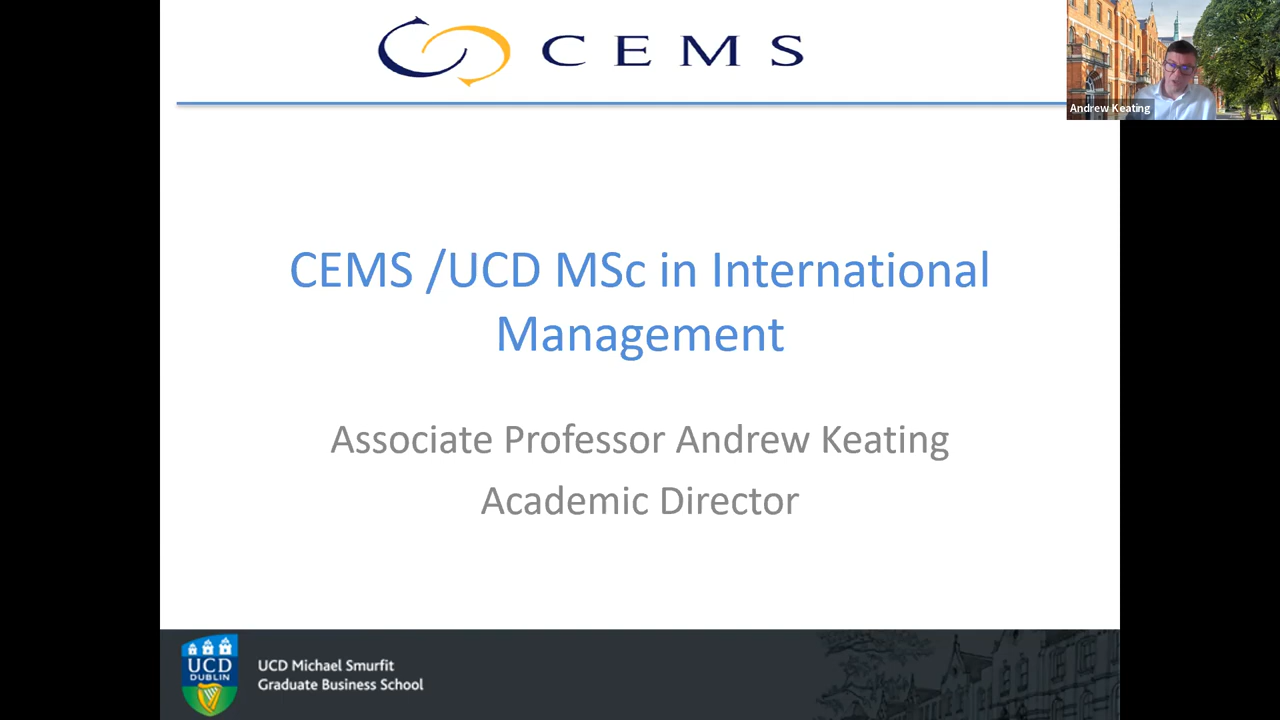 CEMS
Andrew Keating
CEMS /UCD MSc in International
Management
Associate Professor Andrew Keating
Academic Director
UCD
DUBLIN
UCD Michael Smurfit
Graduate Business School